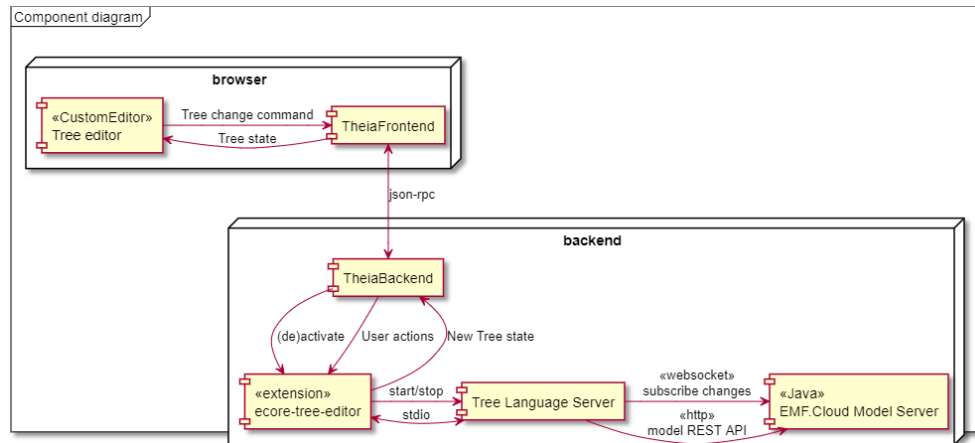 Component diagram
browser
«CustomEditor»
Tree editor
Tree change command
Tree state
TheiaFrontend
json-rpc
backend
TheiaBackend
(de)activate
User actions
New Tree state
«extension»
ecore-tree-editor
start/stop
stdio
Tree Language Server
«websocket»
subscribe changes
«http»
model REST API
«Java»
EMF.Cloud Model Server